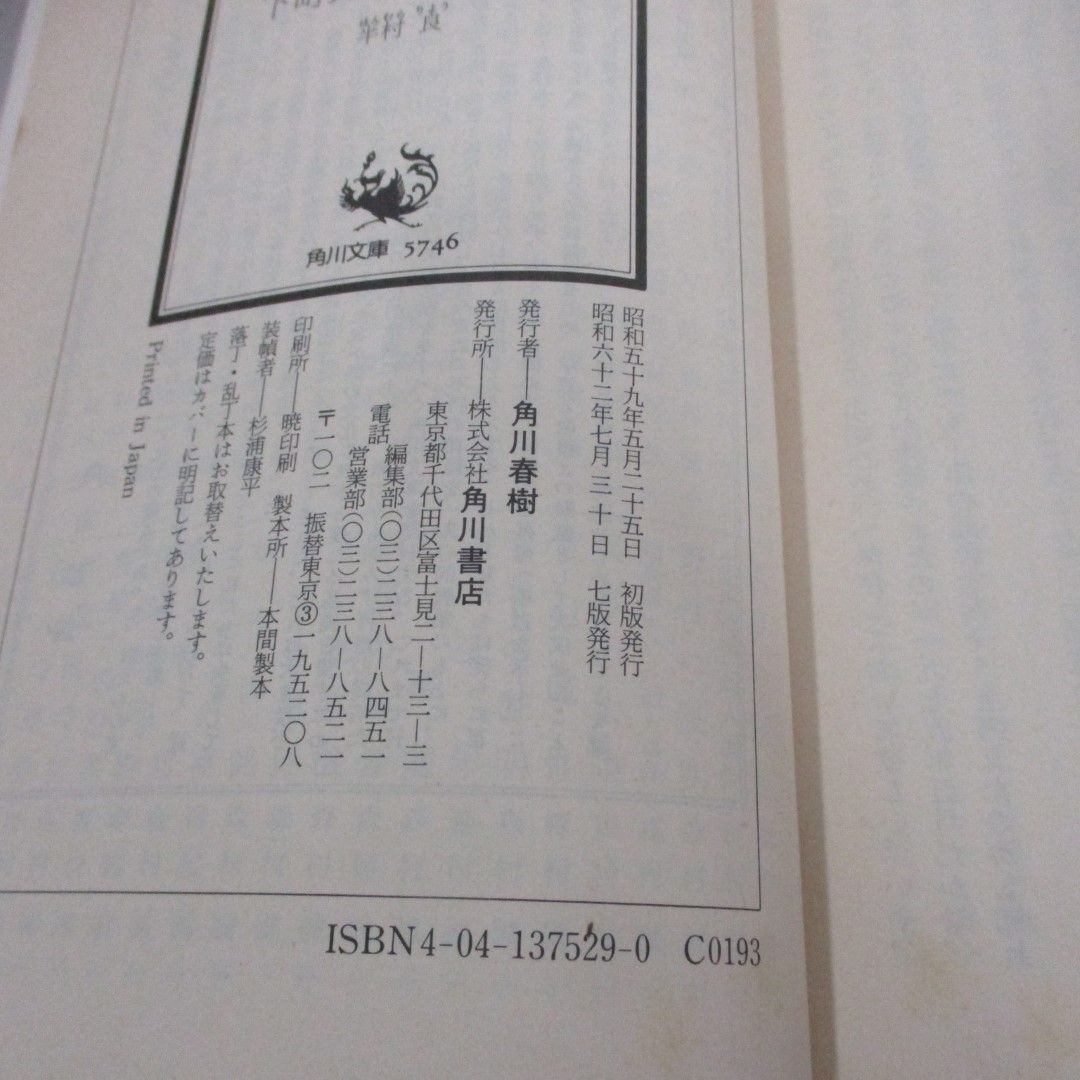 角川文庫 5746
昭和五十九年五月二十五日 初版発行
昭和六十二年七月三十日 七版発行
発行者――角川春樹
発行所――株式会社角川書店
東京都千代田区富士見二―十三―三
電話 編集部(〇三)二三八―八四五一
営業部(〇三)二三八―八五二一
〒一〇二 振替東京③一九五二〇八
印刷所――暁印刷 製本所――本間製本
装幀者――杉浦康平
落丁・乱丁本はお取替えいたします。
定価はカバーに明記してあります。
Printed in Japan
ISBN4-04-137529-0 C0193